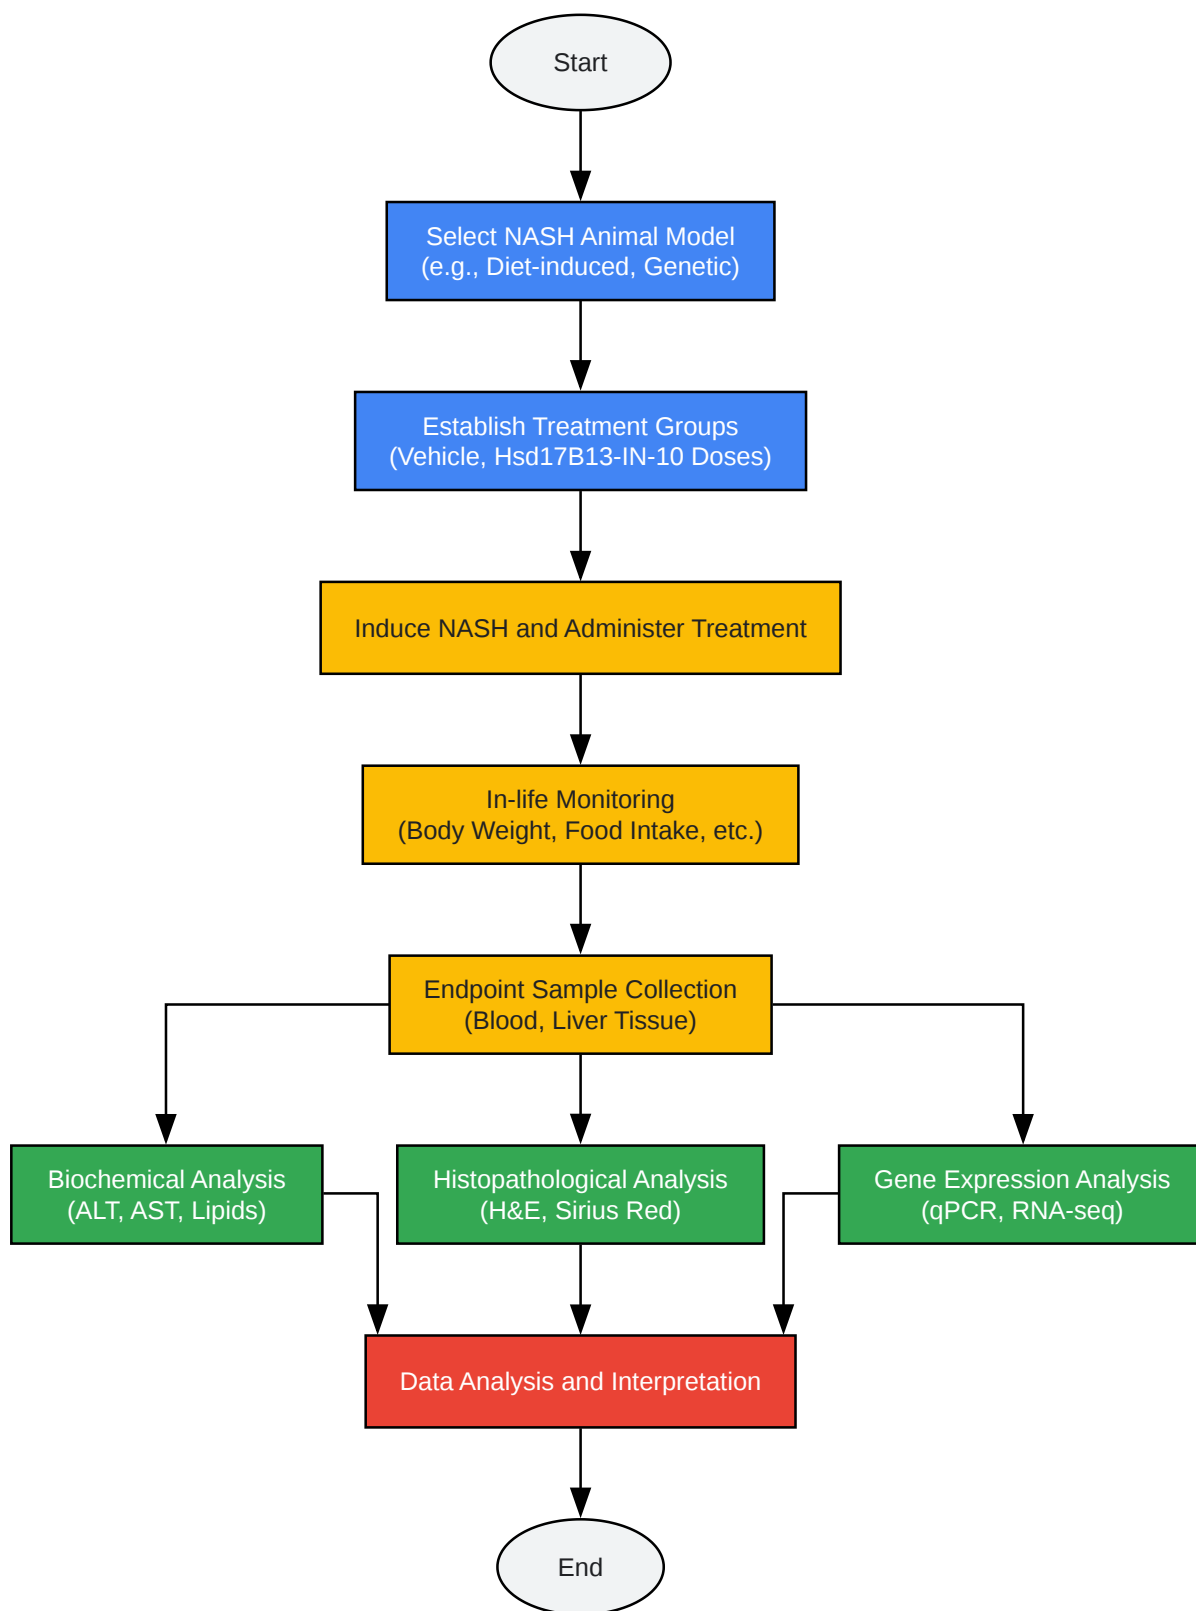 Start
Select NASH Animal Model
(e.g., Diet-induced, Genetic)
Establish Treatment Groups
(Vehicle, Hsd17B13-IN-10 Doses)
Induce NASH and Administer Treatment
In-life Monitoring
(Body Weight, Food Intake, etc.)
Endpoint Sample Collection
(Blood, Liver Tissue)
Biochemical Analysis
(ALT, AST, Lipids)
Histopathological Analysis
(H&E, Sirius Red)
Gene Expression Analysis
(qPCR, RNA-seq)
Data Analysis and Interpretation
End